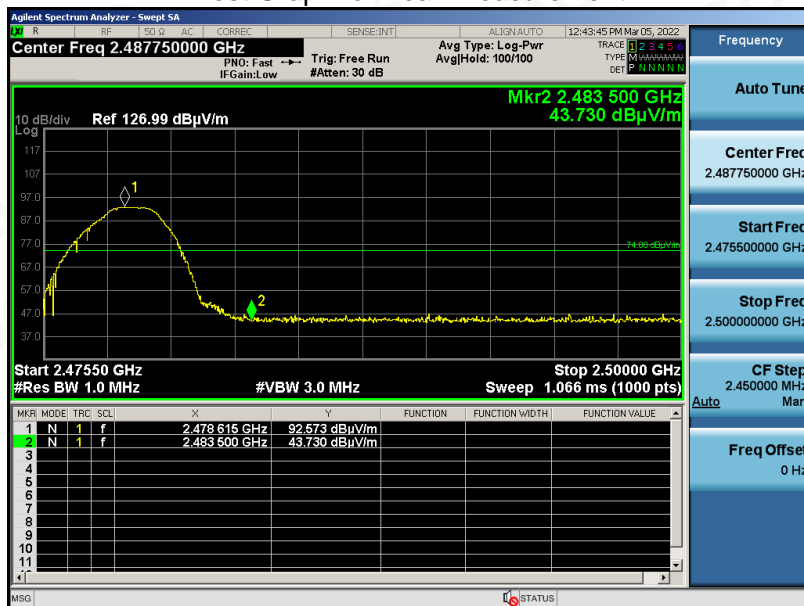 Agilent Spectrum Analyzer - Swept SA
LXI R RF 50 Ω AC CORREC SENSE:INT ALIGN AUTO 12:43:45 PM Mar 05, 2022
Center Freq 2.487750000 GHz
PNO: Fast
IFGain:Low
Trig: Free Run
#Atten: 30 dB
Avg Type: Log-Pwr
Avg|Hold: 100/100
TRACE 1 2 3 4 5 6
TYPE M WWWWW
DET P N N N N N
Mkr2 2.483 500 GHz
43.730 dBµV/m
10 dB/div Ref 126.99 dBµV/m
Log
117
107
97.0
87.0
77.0
67.0
57.0
47.0
37.0
1
2
74.00 dBµV/m
Start 2.47550 GHz Stop 2.50000 GHz
#Res BW 1.0 MHz #VBW 3.0 MHz Sweep 1.066 ms (1000 pts)
MKR MODE TRC SCL X Y FUNCTION FUNCTION WIDTH FUNCTION VALUE
1 N 1 f 2.478 615 GHz 92.573 dBµV/m
2 N 1 f 2.483 500 GHz 43.730 dBµV/m
3
4
5
6
7
8
9
10
11
MSG STATUS
Frequency
Auto Tune
Center Freq
2.487750000 GHz
Start Freq
2.475500000 GHz
Stop Freq
2.500000000 GHz
CF Step
2.450000 MHz
Auto Man
Freq Offset
0 Hz